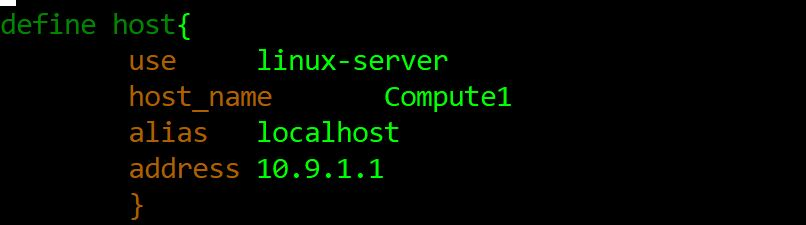 define host{
use linux-server
host_name Compute1
alias localhost
address 10.9.1.1
}